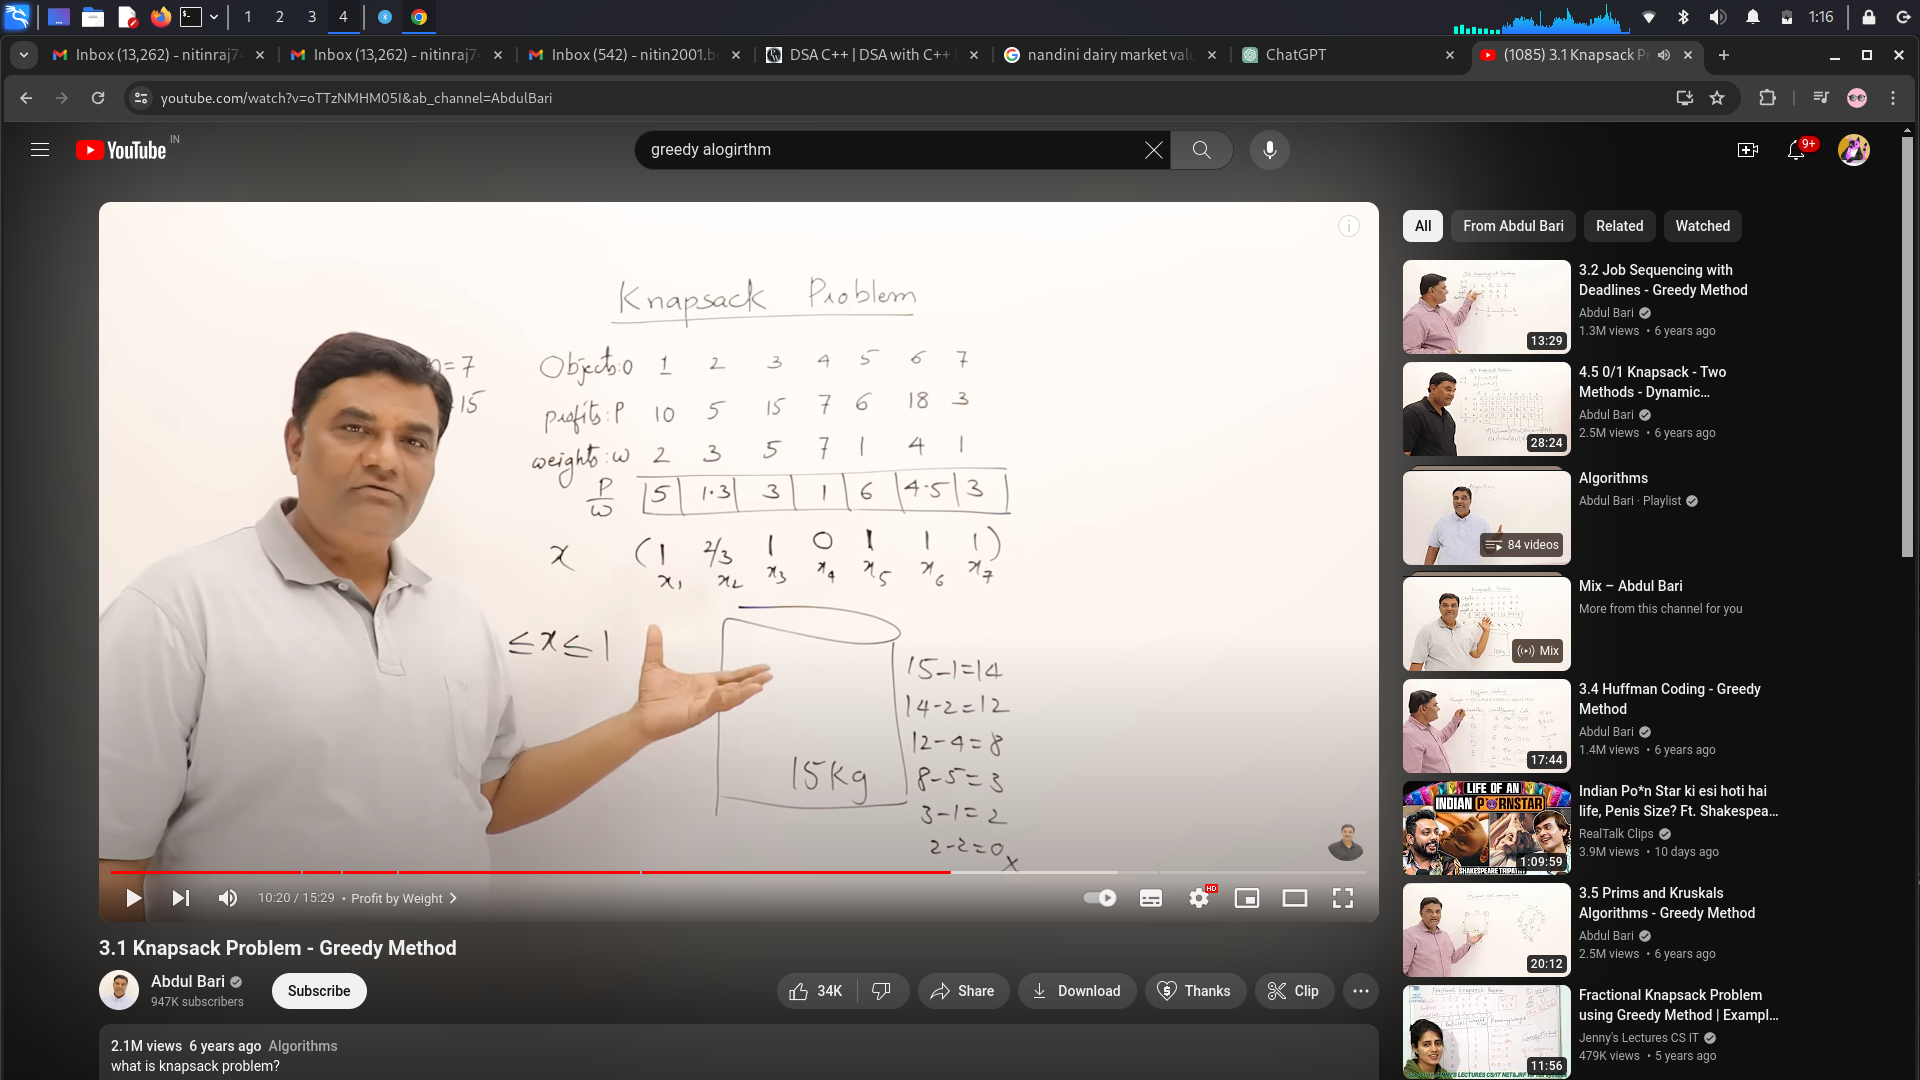 1 2 3 4 1:16
Inbox (13,262) - nitinraj7 Inbox (13,262) - nitinraj7 Inbox (542) - nitin2001.b DSA C++ | DSA with C++ nandini dairy market val ChatGPT (1085) 3.1 Knapsack P
youtube.com/watch?v=oTTzNMHM05I&ab_channel=AbdulBari
YouTube IN
greedy alogirthm
9+
Knapsack Problem
n=7
15
Objects:O 1 2 3 4 5 6 7
profits:P 10 5 15 7 6 18 3
weights:w 2 3 5 7 1 4 1
P/w 5 1.3 3 1 6 4.5 3
x (1 2/3 1 0 1 1 1)
x1 x2 x3 x4 x5 x6 x7
≤x≤1
15Kg
15-1=14
14-2=12
12-4=8
8-5=3
3-1=2
2-2=0
x
10:20 / 15:29 • Profit by Weight
HD
3.1 Knapsack Problem - Greedy Method
Abdul Bari
947K subscribers
Subscribe
34K Share Download Thanks Clip
2.1M views 6 years ago Algorithms
what is knapsack problem?
All From Abdul Bari Related Watched
3.2 Job Sequencing with
Deadlines - Greedy Method
Abdul Bari
1.3M views • 6 years ago
13:29
4.5 0/1 Knapsack - Two
Methods - Dynamic...
Abdul Bari
2.5M views • 6 years ago
28:24
Algorithms
Abdul Bari · Playlist
84 videos
Mix – Abdul Bari
More from this channel for you
Mix
3.4 Huffman Coding - Greedy
Method
Abdul Bari
1.4M views • 6 years ago
17:44
LIFE OF AN
INDIAN PORNSTAR
SHAKESPEARE TRIPATHY
1:09:59
Indian Po*n Star ki esi hoti hai
life, Penis Size? Ft. Shakespea...
RealTalk Clips
3.9M views • 10 days ago
3.5 Prims and Kruskals
Algorithms - Greedy Method
Abdul Bari
2.5M views • 6 years ago
20:12
Fractional Knapsack Problem
using Greedy Method | Exampl...
Jenny's Lectures CS IT
479K views • 5 years ago
11:56